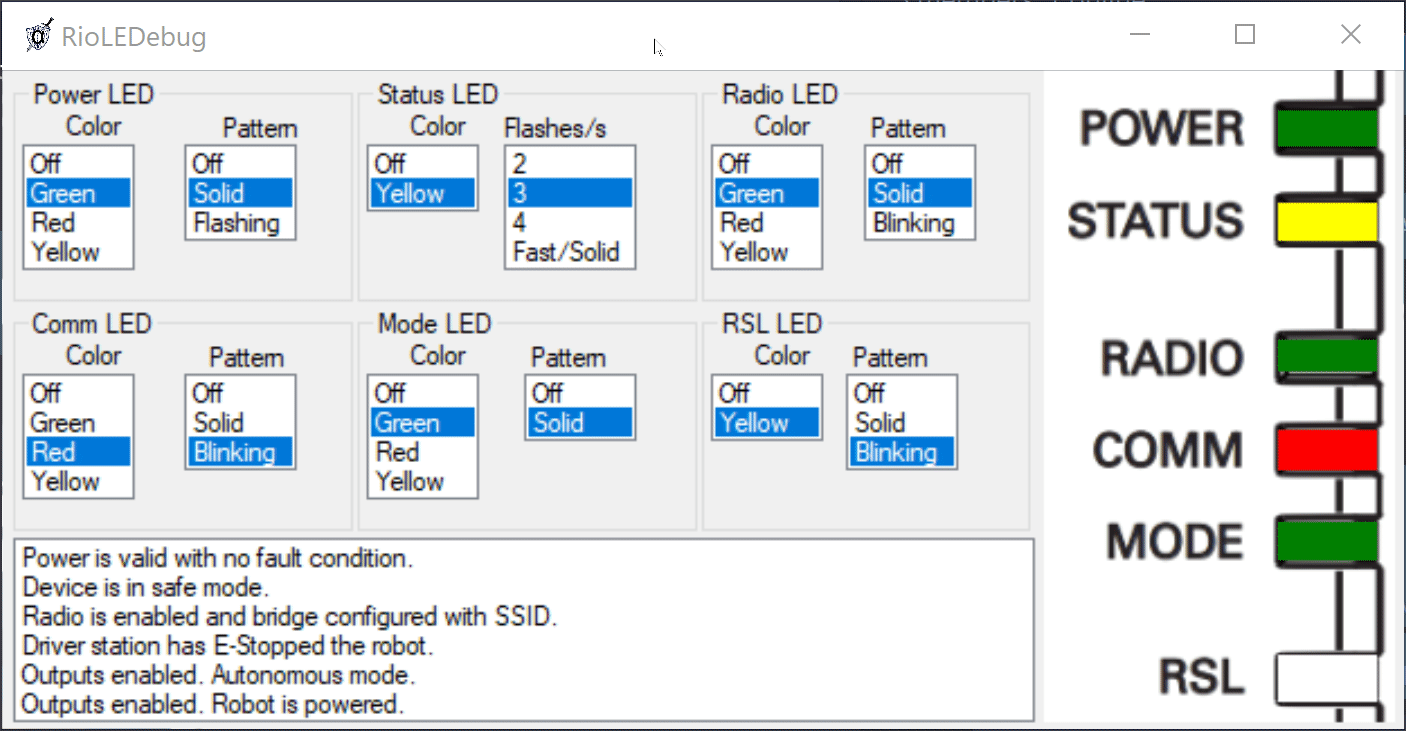 RioLEDebug
Power LED
Color
Pattern
Off
Green
Red
Yellow
Off
Solid
Flashing
Status LED
Color
Flashes/s
Off
Yellow
2
3
4
Fast/Solid
Radio LED
Color
Pattern
Off
Green
Red
Yellow
Off
Solid
Blinking
Comm LED
Color
Pattern
Off
Green
Red
Yellow
Off
Solid
Blinking
Mode LED
Color
Pattern
Off
Green
Red
Yellow
Off
Solid
RSL LED
Color
Pattern
Off
Yellow
Off
Solid
Blinking
Power is valid with no fault condition.
Device is in safe mode.
Radio is enabled and bridge configured with SSID.
Driver station has E-Stopped the robot.
Outputs enabled. Autonomous mode.
Outputs enabled. Robot is powered.
POWER
STATUS
RADIO
COMM
MODE
RSL